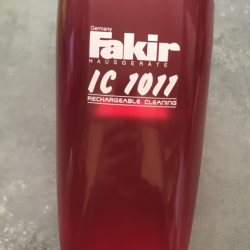 Germany
Fakir
HAUSGERÄTE
IC 1011
RECHARGEABLE CLEANING